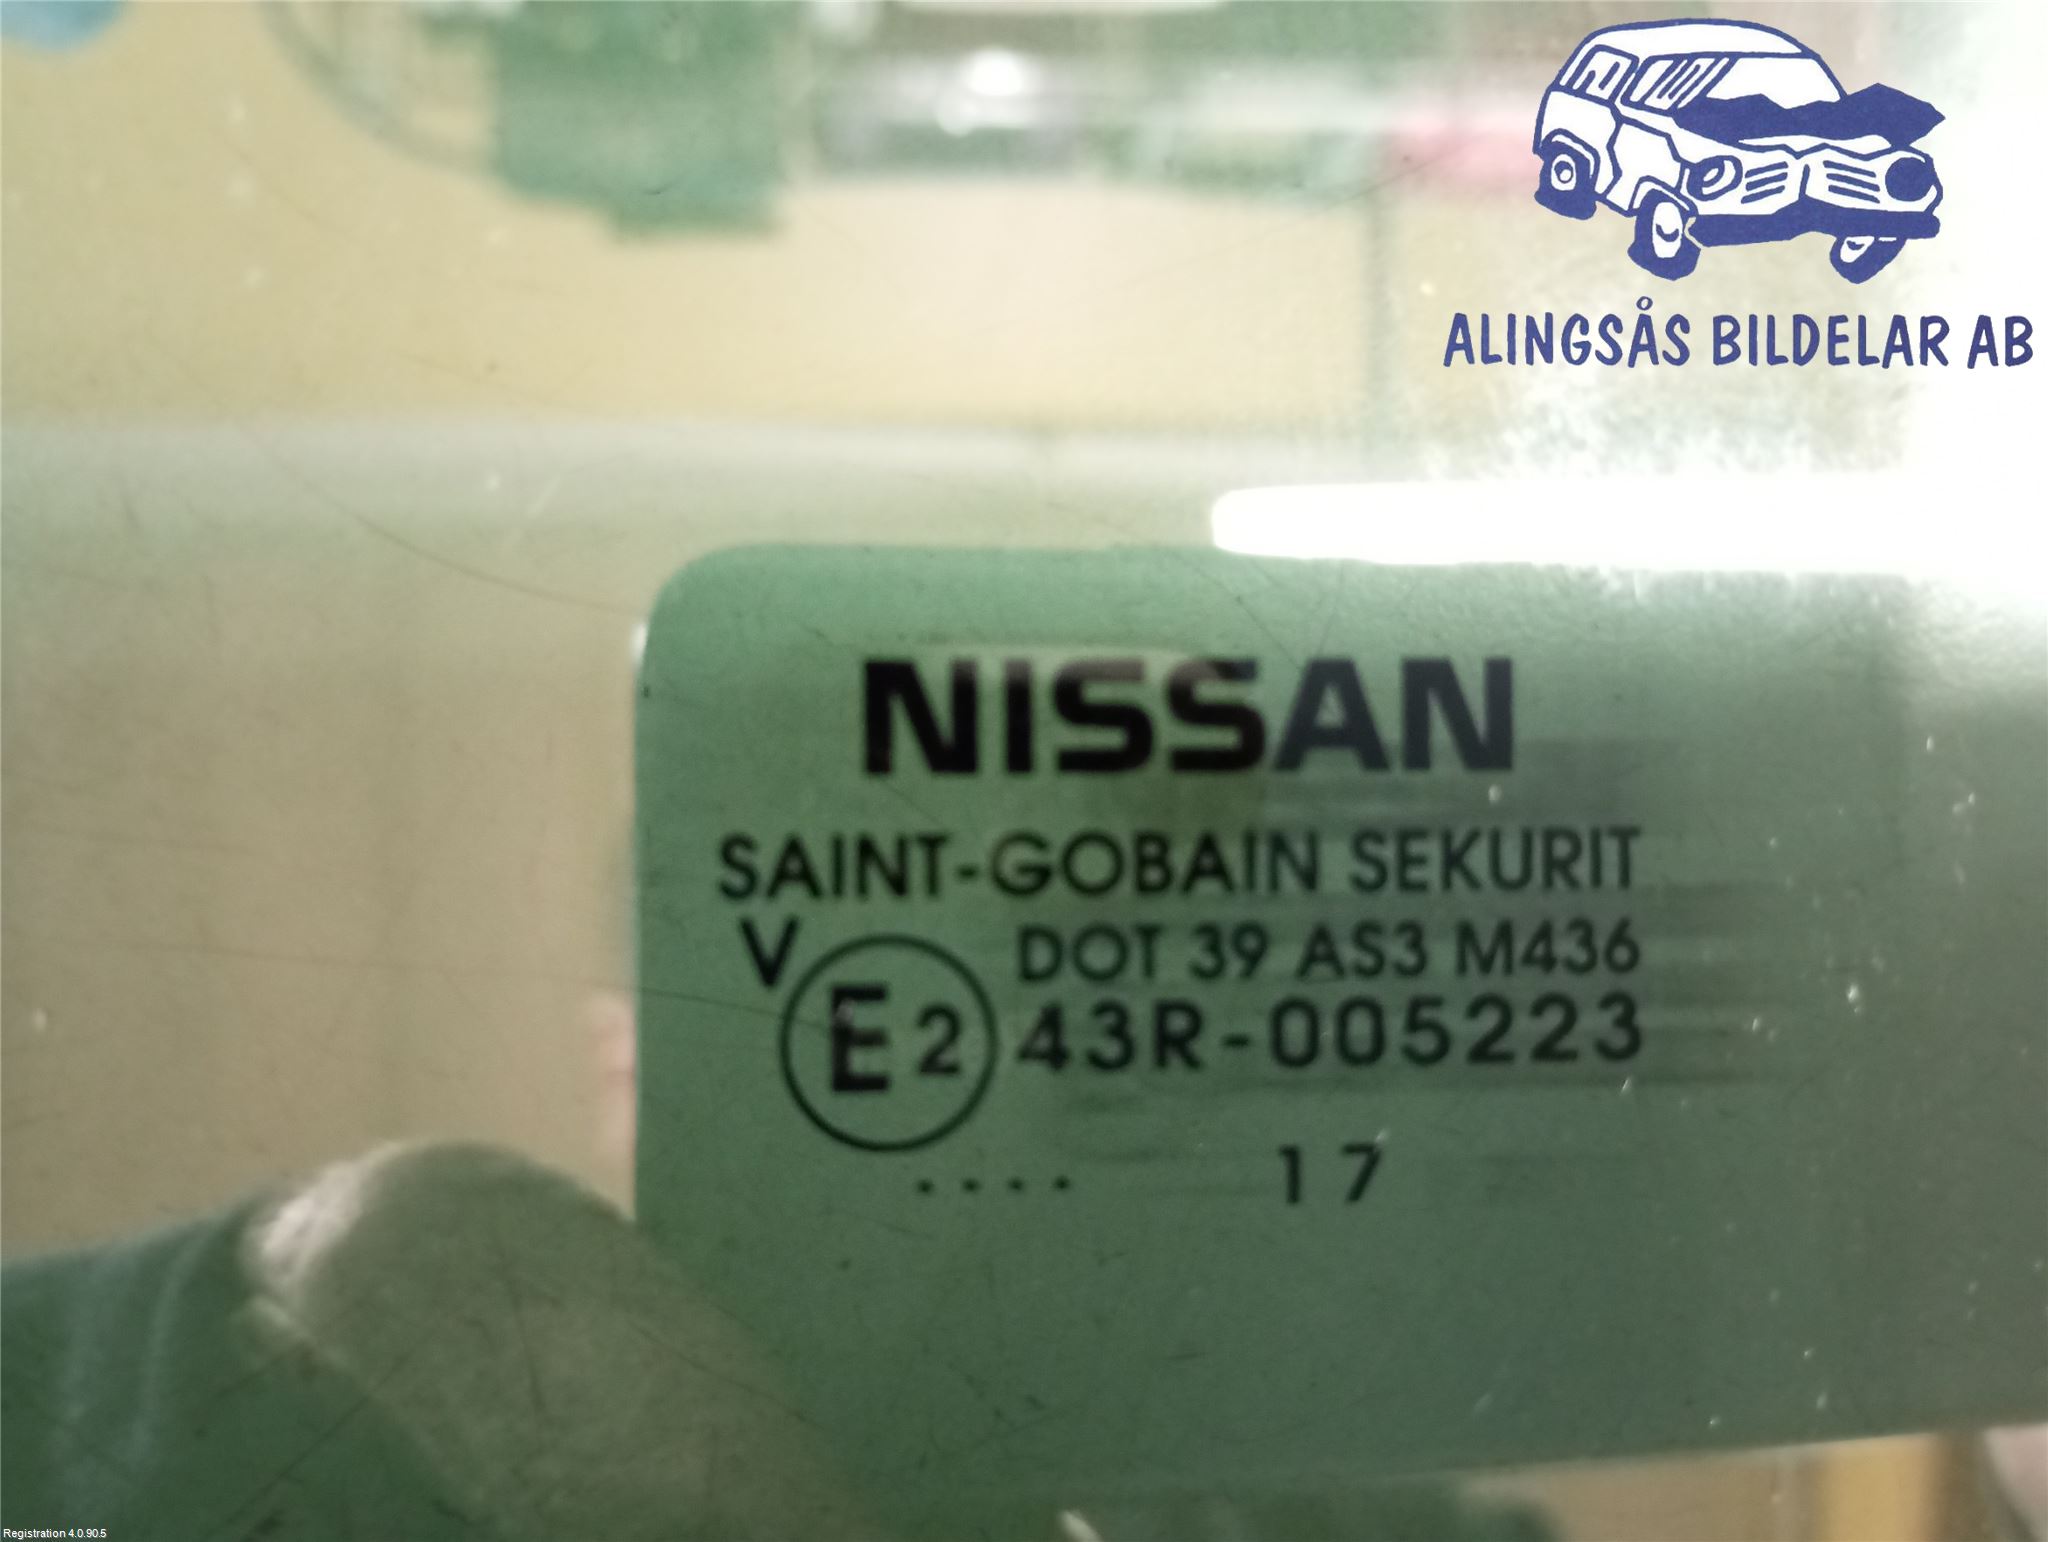 ALINGSÅS BILDELAR AB
NISSAN
SAINT-GOBAIN SEKURIT
V
DOT 39 AS3 M436
E2 43R-005223
.... 17
Registration 4.0.90.5